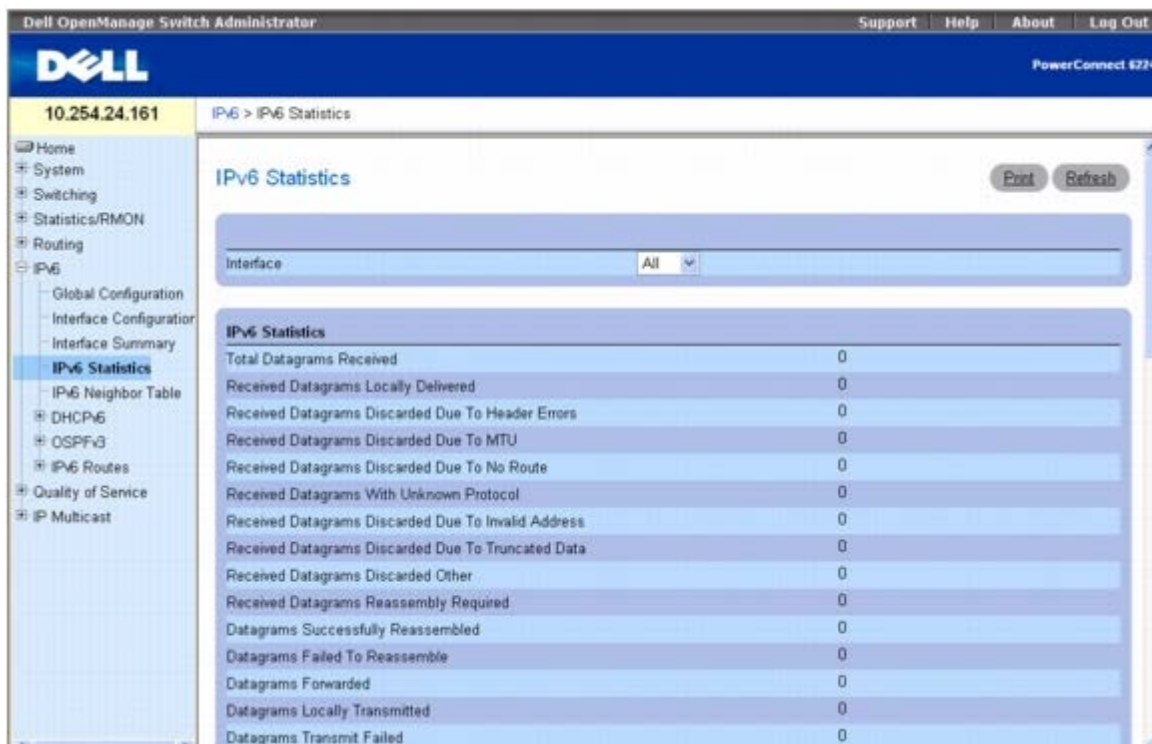 Dell OpenManage Switch Administrator Support Help About Log Out
DELL
PowerConnect 622
10.254.24.161
IPv6 > IPv6 Statistics
Home
System
Switching
Statistics/RMON
Routing
IPv6
Global Configuration
Interface Configuration
Interface Summary
IPv6 Statistics
IPv6 Neighbor Table
DHCPv6
OSPFv3
IPv6 Routes
Quality of Service
IP Multicast
IPv6 Statistics
Print Refresh
Interface All
IPv6 Statistics
Total Datagrams Received 0
Received Datagrams Locally Delivered 0
Received Datagrams Discarded Due To Header Errors 0
Received Datagrams Discarded Due To MTU 0
Received Datagrams Discarded Due To No Route 0
Received Datagrams With Unknown Protocol 0
Received Datagrams Discarded Due To Invalid Address 0
Received Datagrams Discarded Due To Truncated Data 0
Received Datagrams Discarded Other 0
Received Datagrams Reassembly Required 0
Datagrams Successfully Reassembled 0
Datagrams Failed To Reassemble 0
Datagrams Forwarded 0
Datagrams Locally Transmitted 0
Datagrams Transmit Failed 0